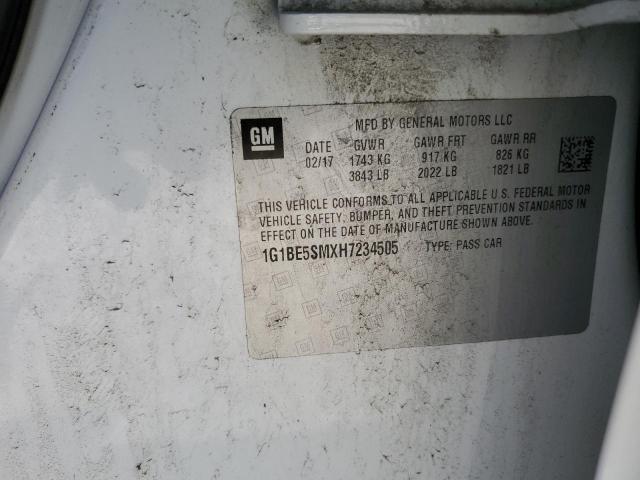 GM
MFD BY GENERAL MOTORS LLC
DATE GVWR GAWR FRT GAWR RR
02/17 1743 KG 917 KG 826 KG
3843 LB 2022 LB 1821 LB
THIS VEHICLE CONFORMS TO ALL APPLICABLE U.S. FEDERAL MOTOR
VEHICLE SAFETY, BUMPER, AND THEFT PREVENTION STANDARDS IN
EFFECT ON THE DATE OF MANUFACTURE SHOWN ABOVE.
1G1BE5SMXH7234505 TYPE: PASS CAR